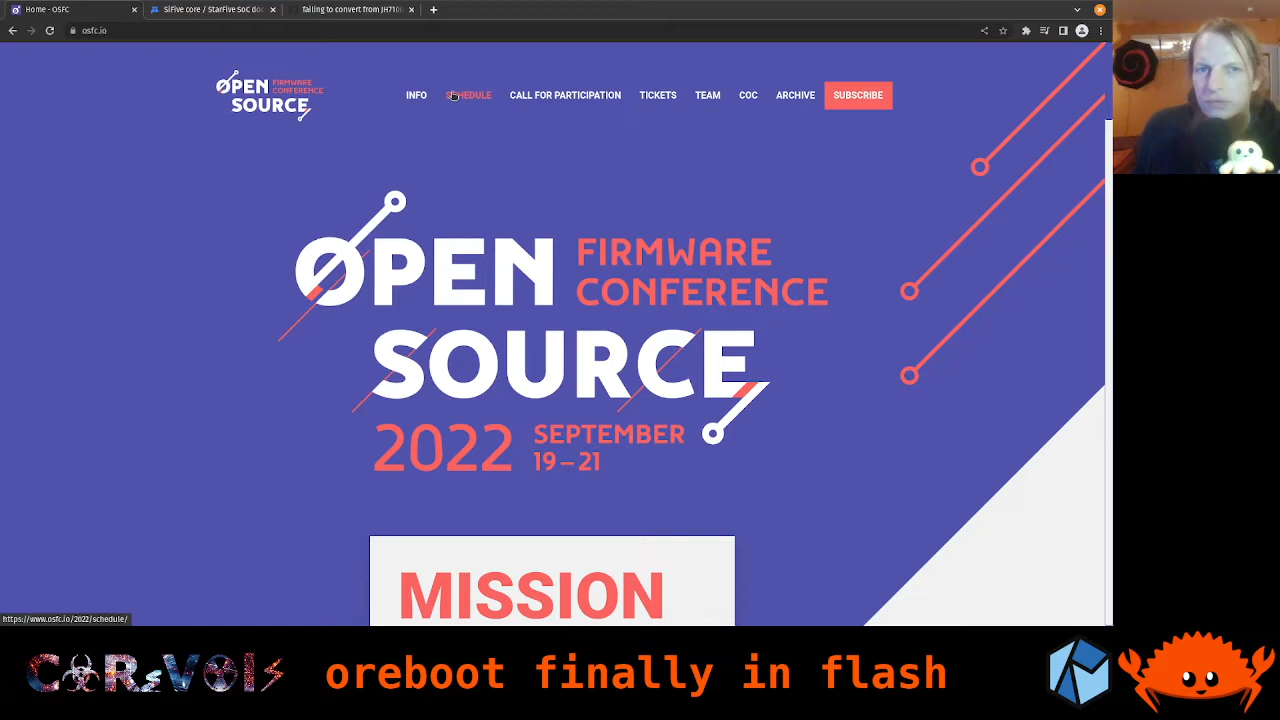 Home - OSFC
SiFive core / StarFive SoC doc
failing to convert from JH710
osfc.io
OPEN FIRMWARE CONFERENCE SOURCE
INFO
SCHEDULE
CALL FOR PARTICIPATION
TICKETS
TEAM
COC
ARCHIVE
SUBSCRIBE
OPEN FIRMWARE
CONFERENCE
SOURCE
2022 SEPTEMBER
19 – 21
MISSION
https://www.osfc.io/2022/schedule/
oreboot finally in flash